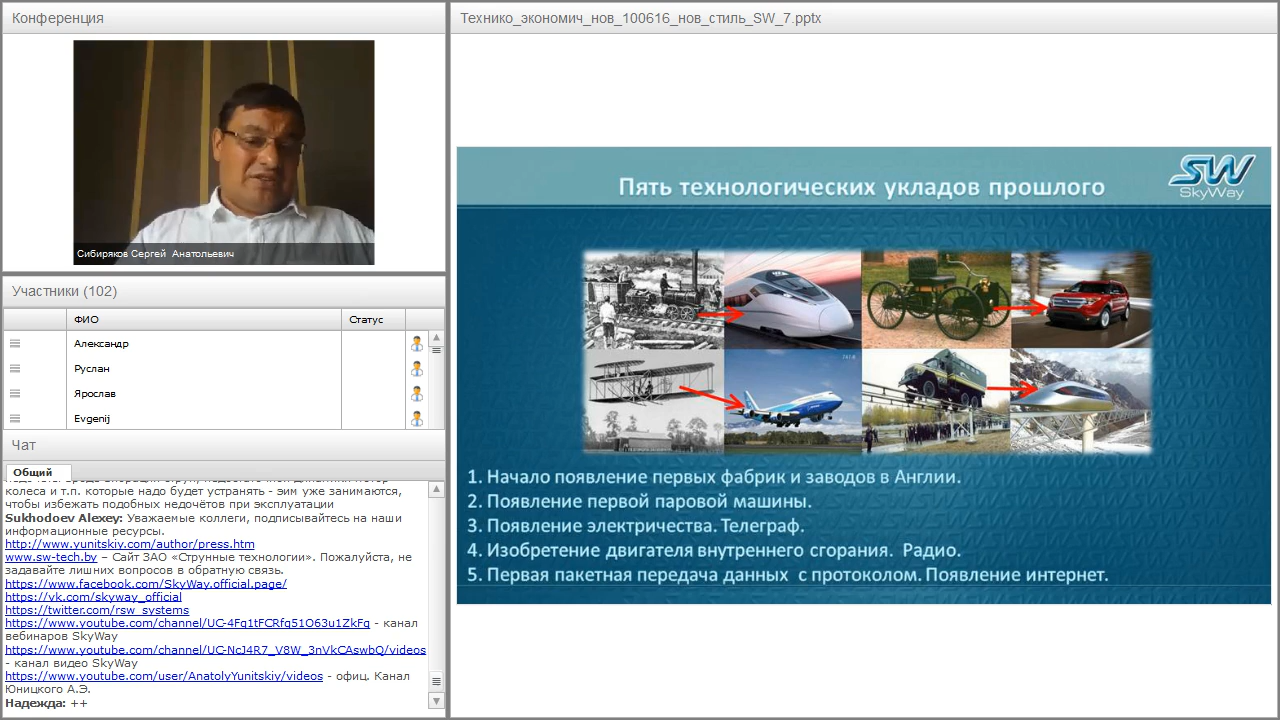 Конференция
Сибиряков Сергей Анатольевич
Участники (102)
ФИО
Статус
Александр
Руслан
Ярослав
Evgenij
Чат
Общий
колеса и т.п. которые надо будет устранять - эим уже занимаются,
чтобы избежать подобных недочётов при эксплуатации
Sukhodoev Alexey: Уважаемые коллеги, подписывайтесь на наши
информационные ресурсы.
http://www.yunitskiy.com/author/press.htm
www.sw-tech.by – Сайт ЗАО «Струнные технологии». Пожалуйста, не
задавайте лишних вопросов в обратную связь.
https://www.facebook.com/SkyWay.official.page/
https://vk.com/skyway_official
https://twitter.com/rsw_systems
https://www.youtube.com/channel/UC-4Fq1tFCRfq51O63u1ZkFg - канал
вебинаров SkyWay
https://www.youtube.com/channel/UC-NcJ4R7_V8W_3nVkCAswbQ/videos
- канал видео SkyWay
https://www.youtube.com/user/AnatolyYunitskiy/videos - офиц. Канал
Юницкого А.Э.
Надежда: ++
Технико_экономич_нов_100616_нов_стиль_SW_7.pptx
Пять технологических укладов прошлого
SW
SkyWay
1. Начало появление первых фабрик и заводов в Англии.
2. Появление первой паровой машины.
3. Появление электричества. Телеграф.
4. Изобретение двигателя внутреннего сгорания. Радио.
5. Первая пакетная передача данных с протоколом. Появление интернет.